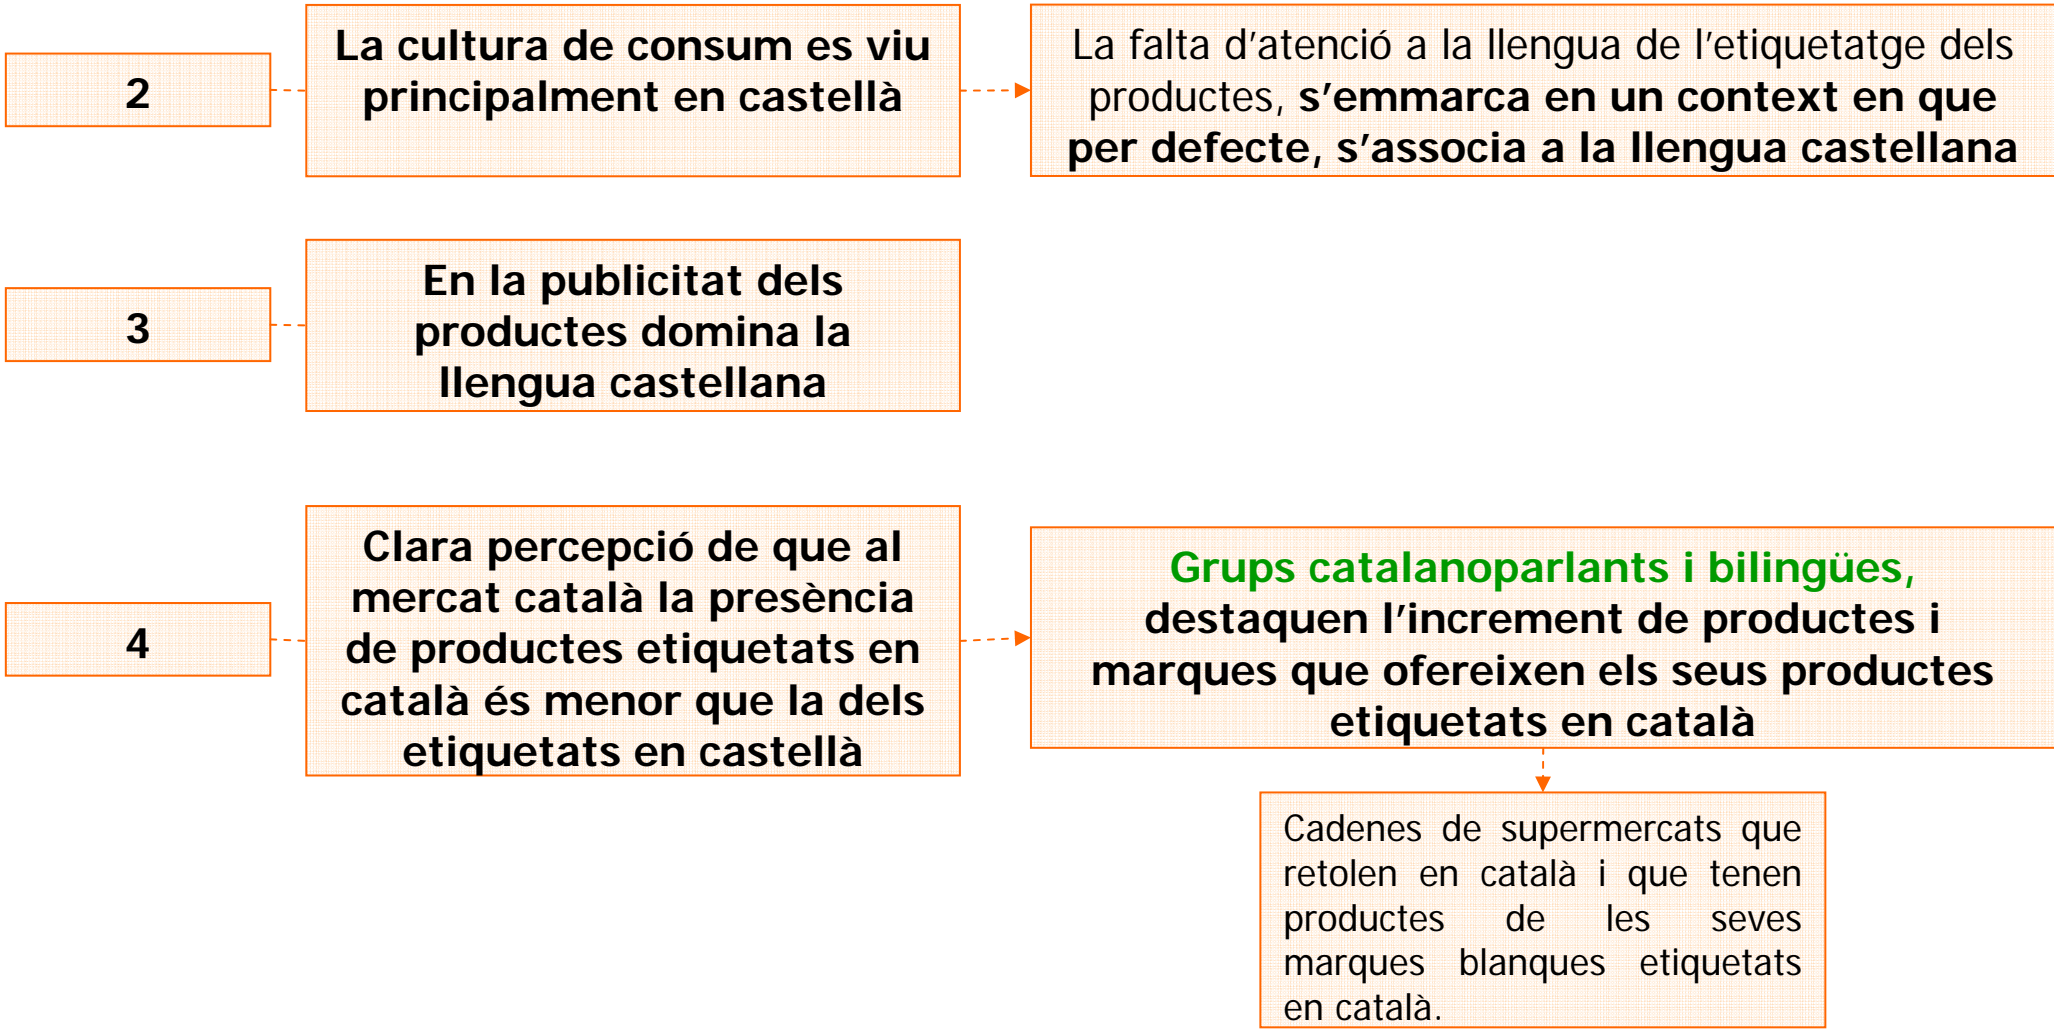 2
La cultura de consum es viu
principalment en castellà
La falta d’atenció a la llengua de l’etiquetatge dels
productes, s’emmarca en un context en que
per defecte, s’associa a la llengua castellana
3
En la publicitat dels
productes domina la
llengua castellana
4
Clara percepció de que al
mercat català la presència
de productes etiquetats en
català és menor que la dels
etiquetats en castellà
Grups catalanoparlants i bilingües,
destaquen l’increment de productes i
marques que ofereixen els seus productes
etiquetats en català
Cadenes de supermercats que
retolen en català i que tenen
productes de les seves
marques blanques etiquetats
en català.